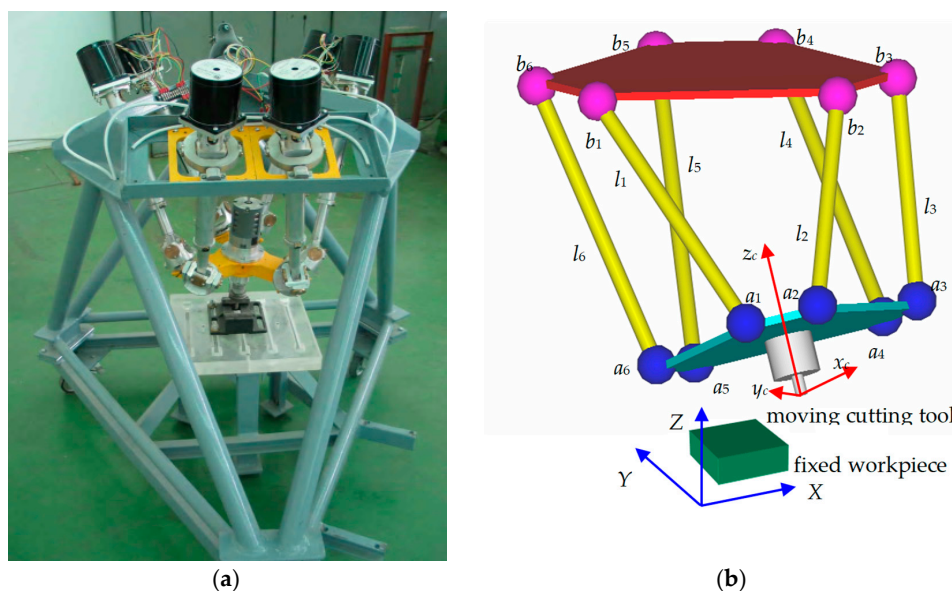 b5
b4
b6
b3
b1
b2
l1
l5
l4
l3
l2
l6
zc
a1
a2
a3
a6
a5
a4
xc
yc
moving cutting tool
Z
fixed workpiece
Y
X
(a)
(b)